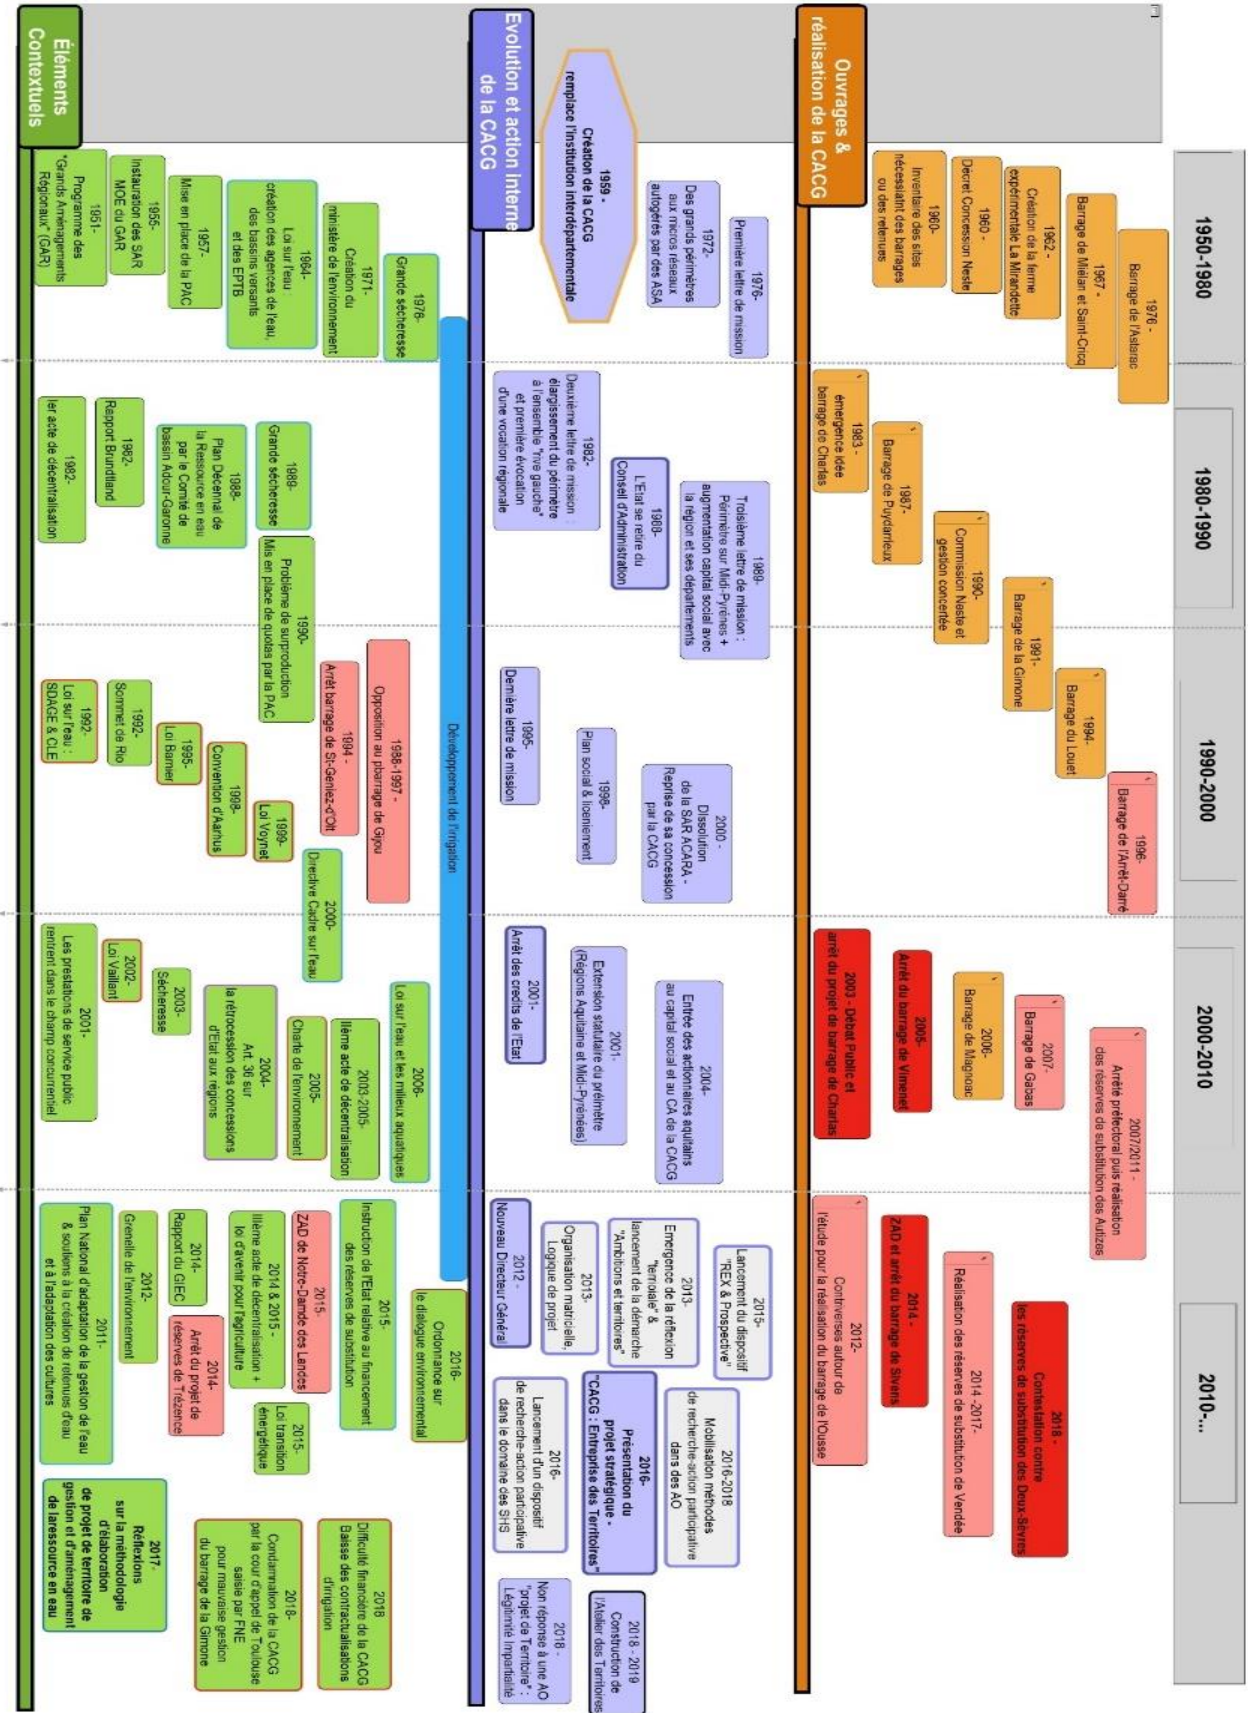 1950-1980
1980-1990
1990-2000
2000-2010
2010-...
Ouvrages &
réalisation de la CACG
1976 -
Barrage de l'Astarac
1967 -
Barrage de Miélan et Saint-Cricq
1962 -
Création de la ferme
expérimentale La Mirandette
1960 -
Décret Concession Neste
1960-
Inventaire des sites
nécessiatnt des barrages
ou des retenues
1983 -
émergence idée
barrage de Charlas
1987-
Barrage de Puydarrieux
1990-
Commission Neste et
gestion concertée
1991-
Barrage de la Gimone
1994-
Barrage du Louet
1996-
Barrage de l'Arrêt-Darré
2007/2011 -
Arrêté préfectoral puis réalisation
des réserves de substitution des Autizes
2007-
Barrage de Gabas
2006-
Barrage de Magnoac
2005-
Arrêt du barrage de Vimenet
2003 - Débat Public et
arrêt du projet de barrage de Charlas
2018 -
Contestation contre
les réserves de substitution des Deux-Sèvres
2014 -2017-
Réalisation des réserves de substitution de Vendée
2014 -
ZAD et arrêt du barrage de Sivens
2012-
Controverses autour de
l'étude pour la réalisation du barrage de l'Ousse
Evolution et action interne
de la CACG
1976-
Première lettre de mission
1972-
Des grands périmètres
aux micros réseaux
autogérés par des ASA
1959 -
Création de la CACG
remplace l'institution interdépartementale
1989-
Troisième lettre de mission :
Périmètre sur Midi-Pyrénes +
augmentation capital social avec
la région et ses départements
1988-
L'Etat se retire du
Conseil d'Administration
1982-
Deuxième lettre de mission :
élargissement du périmètre
à l'ensemble "rive gauche"
et première évocation
d'une vocation régionale
2000 -
Dissolution
de la SAR ACARA -
Reprise de sa concession
par la CACG
1998-
Plan social & licenciement
1995-
Dernière lettre de mission
2004-
Entrée des actionnaires aquitains
au capital social et au CA de la CACG
2001-
Extension statutaire du périmètre
(Régions Aquitaine et Midi-Pyrénées)
2001-
Arrêt des credits de l'Etat
2015-
Lancement du dispositif
"REX & Prospective"
2013-
Emergence de la réflexion
"terroiale" &
lancement de la démarche
"Ambitions et territoires"
2013-
Organisation matricielle,
Logique de projet
2012 -
Nouveau Directeur Général
2016-2018
Mobilisation méthodes
de recherche-action participative
dans des AO
2016-
Présentation du
projet stratégique -
"CACG : Entreprise des Territoires"
2016-
Lancement d'un dispositif
de recherche-action participative
dans le domaine des SHS
2018 - 2019
Construction de
l'Atelier des Territoires
2018 -
Non réponse à une AO
"projet de Territoire" :
Légitimité Impartialité
Développement de l'irrigation
Éléments
Contextuels
1976-
Grande sécheresse
1971-
Création du
ministère de l'environnement
1964-
Loi sur l'eau :
création des agences de l'eau,
des bassins versants
et des EPTB
1957-
Mise en place de la PAC
1955-
Instauration des SAR
MOE du GAR
1951-
Programme des
"Grands Aménagements
Régionaux" (GAR)
1990-
Problème de surproduction
Mis en place de quotas par la PAC
1989-
Grande sécheresse
1988-
Plan Décennal de
la Ressource en eau
par le Comité de
bassin Adour-Garonne
1982-
Rapport Brundtland
1982-
Ier acte de décentralisation
1988-1997 -
Opposition au pbarrage de Gijou
1994 -
Arrêt barrage de St-Geniez-d'Olt
2000-
Directive Cadre sur l'eau
1999-
Loi Voynet
1998-
Convention d'Aarhus
1995-
Loi Barnier
1992-
Sommet de Rio
1992-
Loi sur l'eau :
SDAGE & CLE
2006-
Loi sur l'eau et les milieux aquatiques
2003-2005-
IIème acte de décentralisation
2005-
Charte de l'environnement
2004-
Art. 36 sur
la rétrocession des concessions
d'Etat aux régions
2003-
Sécheresse
2002-
Loi Vaillant
2001-
Les prestations de service public
rentrent dans le champ concurrentiel
2016-
Ordonnance sur
le dialogue environnemental
2015-
Instruction de l'Etat relative au financement
des réserves de substitution
2015-
ZAD de Notre-Damde des Landes
2015-
Loi transition
énergétique
2014 & 2015 -
IIIème acte de décentralisation +
loi d'avenir pour l'agriculture
2014-
Rapport du GIEC
2014-
Arrêt du projet de
réserves de Trézence
2012-
Grenelle de l'environnement
2011-
Plan National d'adaptation de la gestion de l'eau
& soutiens à la création de retenues d'eau
et à l'adaptation des cultures
2018
Difficulté financière de la CACG
Baisse des contractualisations
d'irrigation
2018-
Condamnation de la CACG
par la cour d'appel de Toulouse
saisie par FNE
pour mauvaise gestion
du barrage de la Gimone
2017-
Réflexions
sur la méthodologie
d'élaboration
de projet de territoire de
gestion et d'aménagement
de laressource en eau